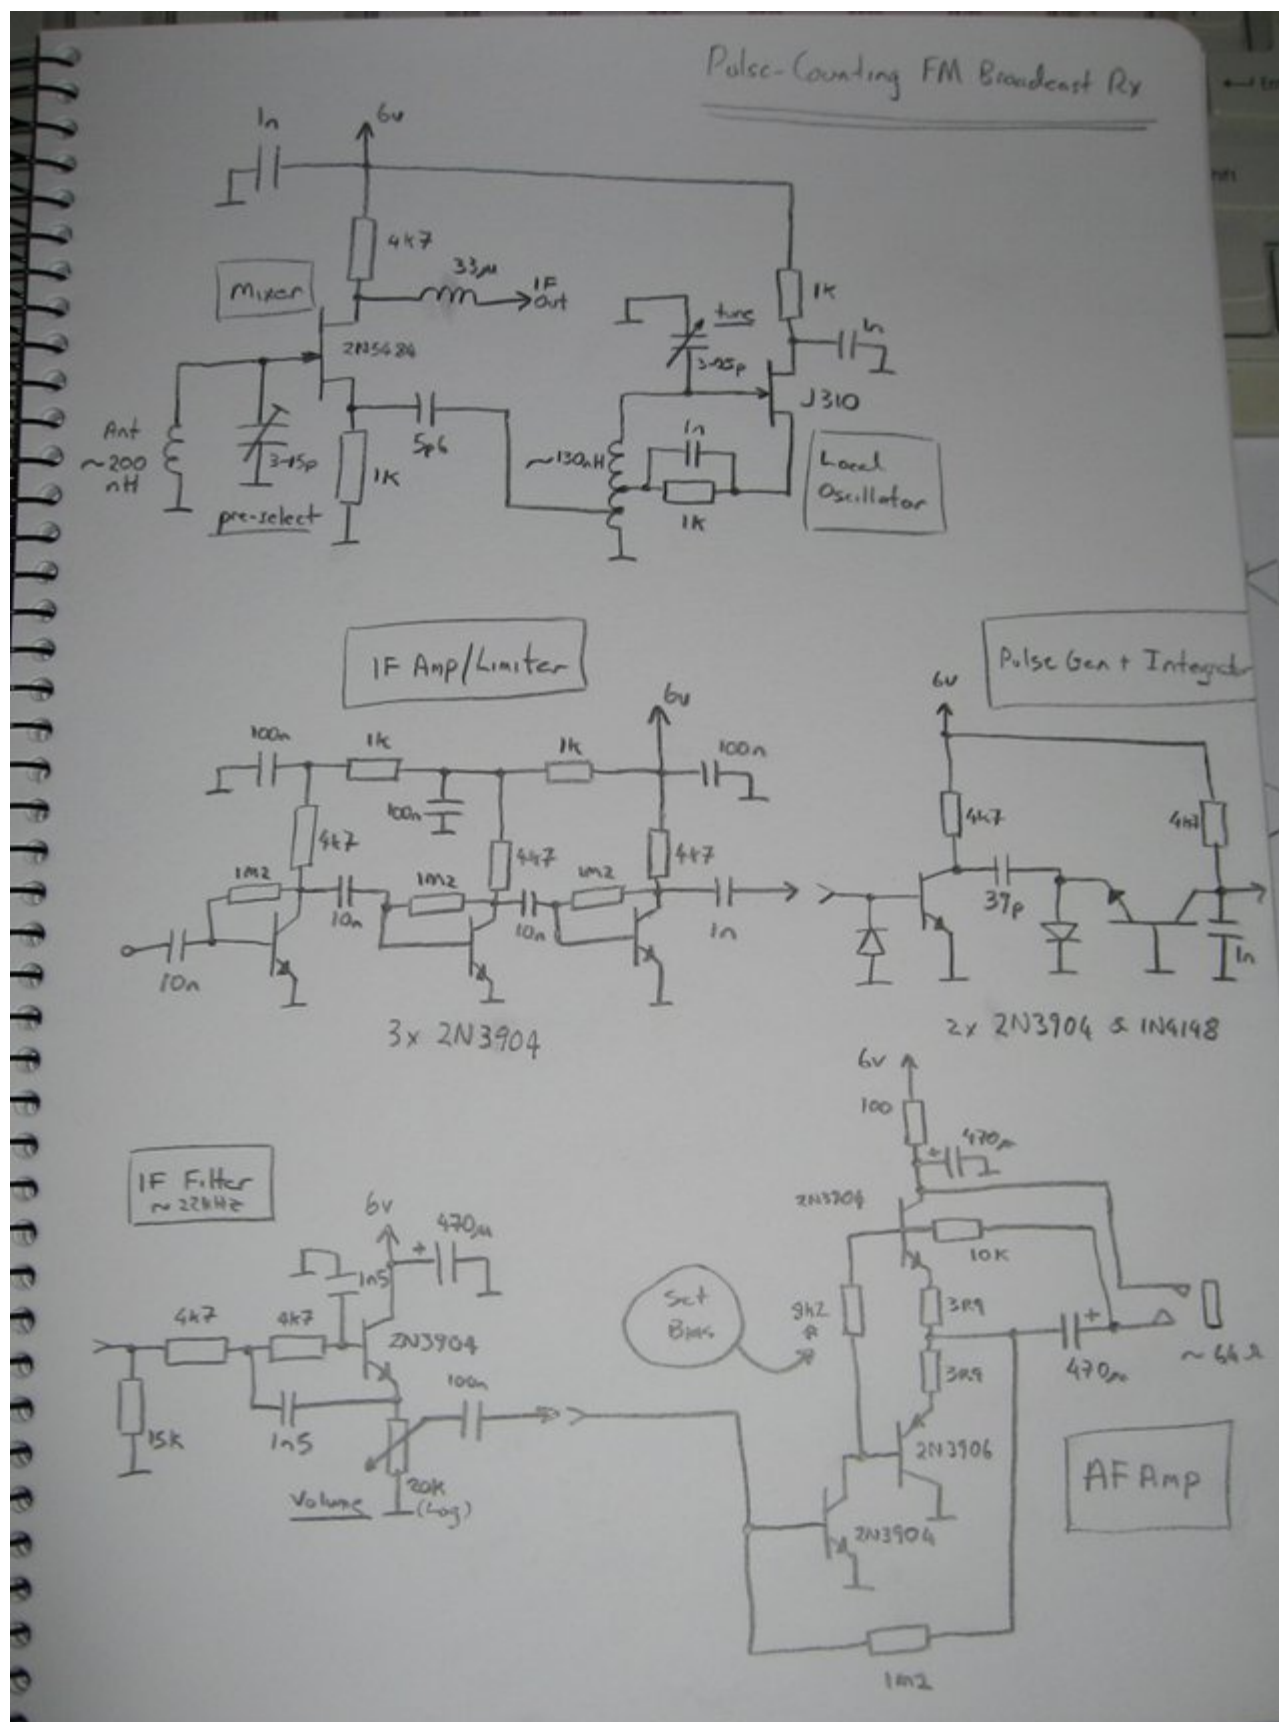 Pulse-Counting FM Broadcast Rx
1n
6v
4k7
33µ
IF
Out
Mixer
2N5484
1K
tune
1n
3-25p
J310
Ant
~200
nH
3-15p
5p6
1K
pre-select
~130nH
1n
1K
Local
Oscillator
IF Amp/Limiter
Pulse Gen + Integrator
6v
6v
100n
1K
1K
100n
100n
4k7
4k7
4k7
4k7
4k7
1m2
1m2
1m2
10n
10n
10n
1n
39p
1n
3x 2N3904
2x 2N3904 & 1N4148
6v
100
470µ
IF Filter
~ 22kHz
6v
470µ
2N3904
10K
1n5
4k7
4k7
2N3904
Set
Bias
8k2
3R9
3R9
470µ
~ 64Ω
100n
15K
1n5
20K
(Log)
Volume
2N3906
AF Amp
2N3904
1m2